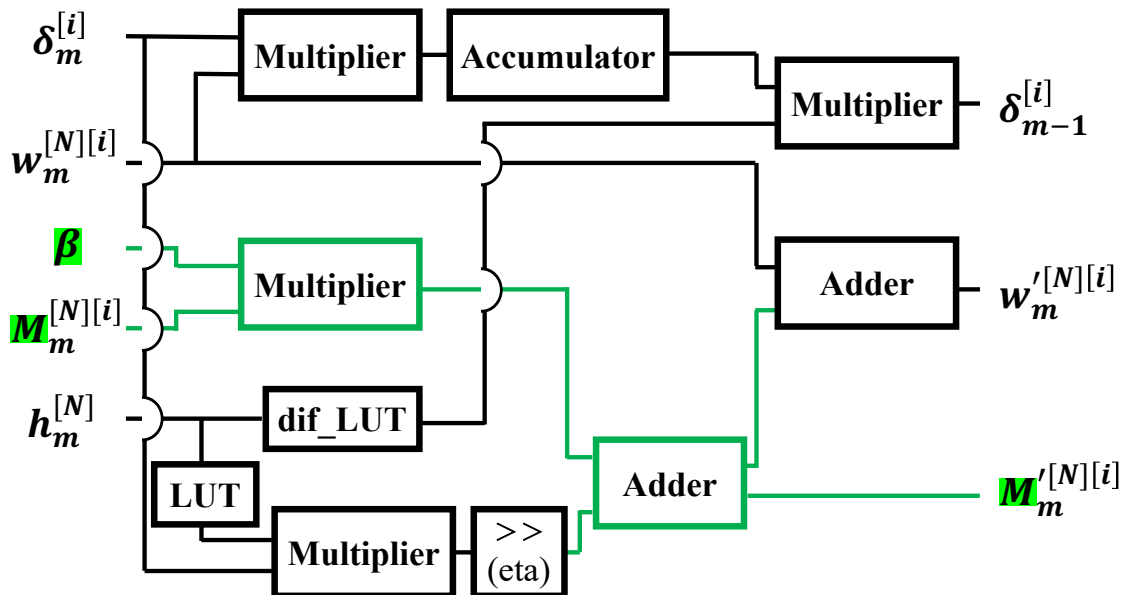 δ_m^[i]
Multiplier
Accumulator
Multiplier
δ_{m−1}^[i]
w_m^[N][i]
β
Multiplier
Adder
w'_m^[N][i]
M_m^[N][i]
h_m^[N]
dif_LUT
LUT
Adder
M'_m^[N][i]
Multiplier
>>
(eta)